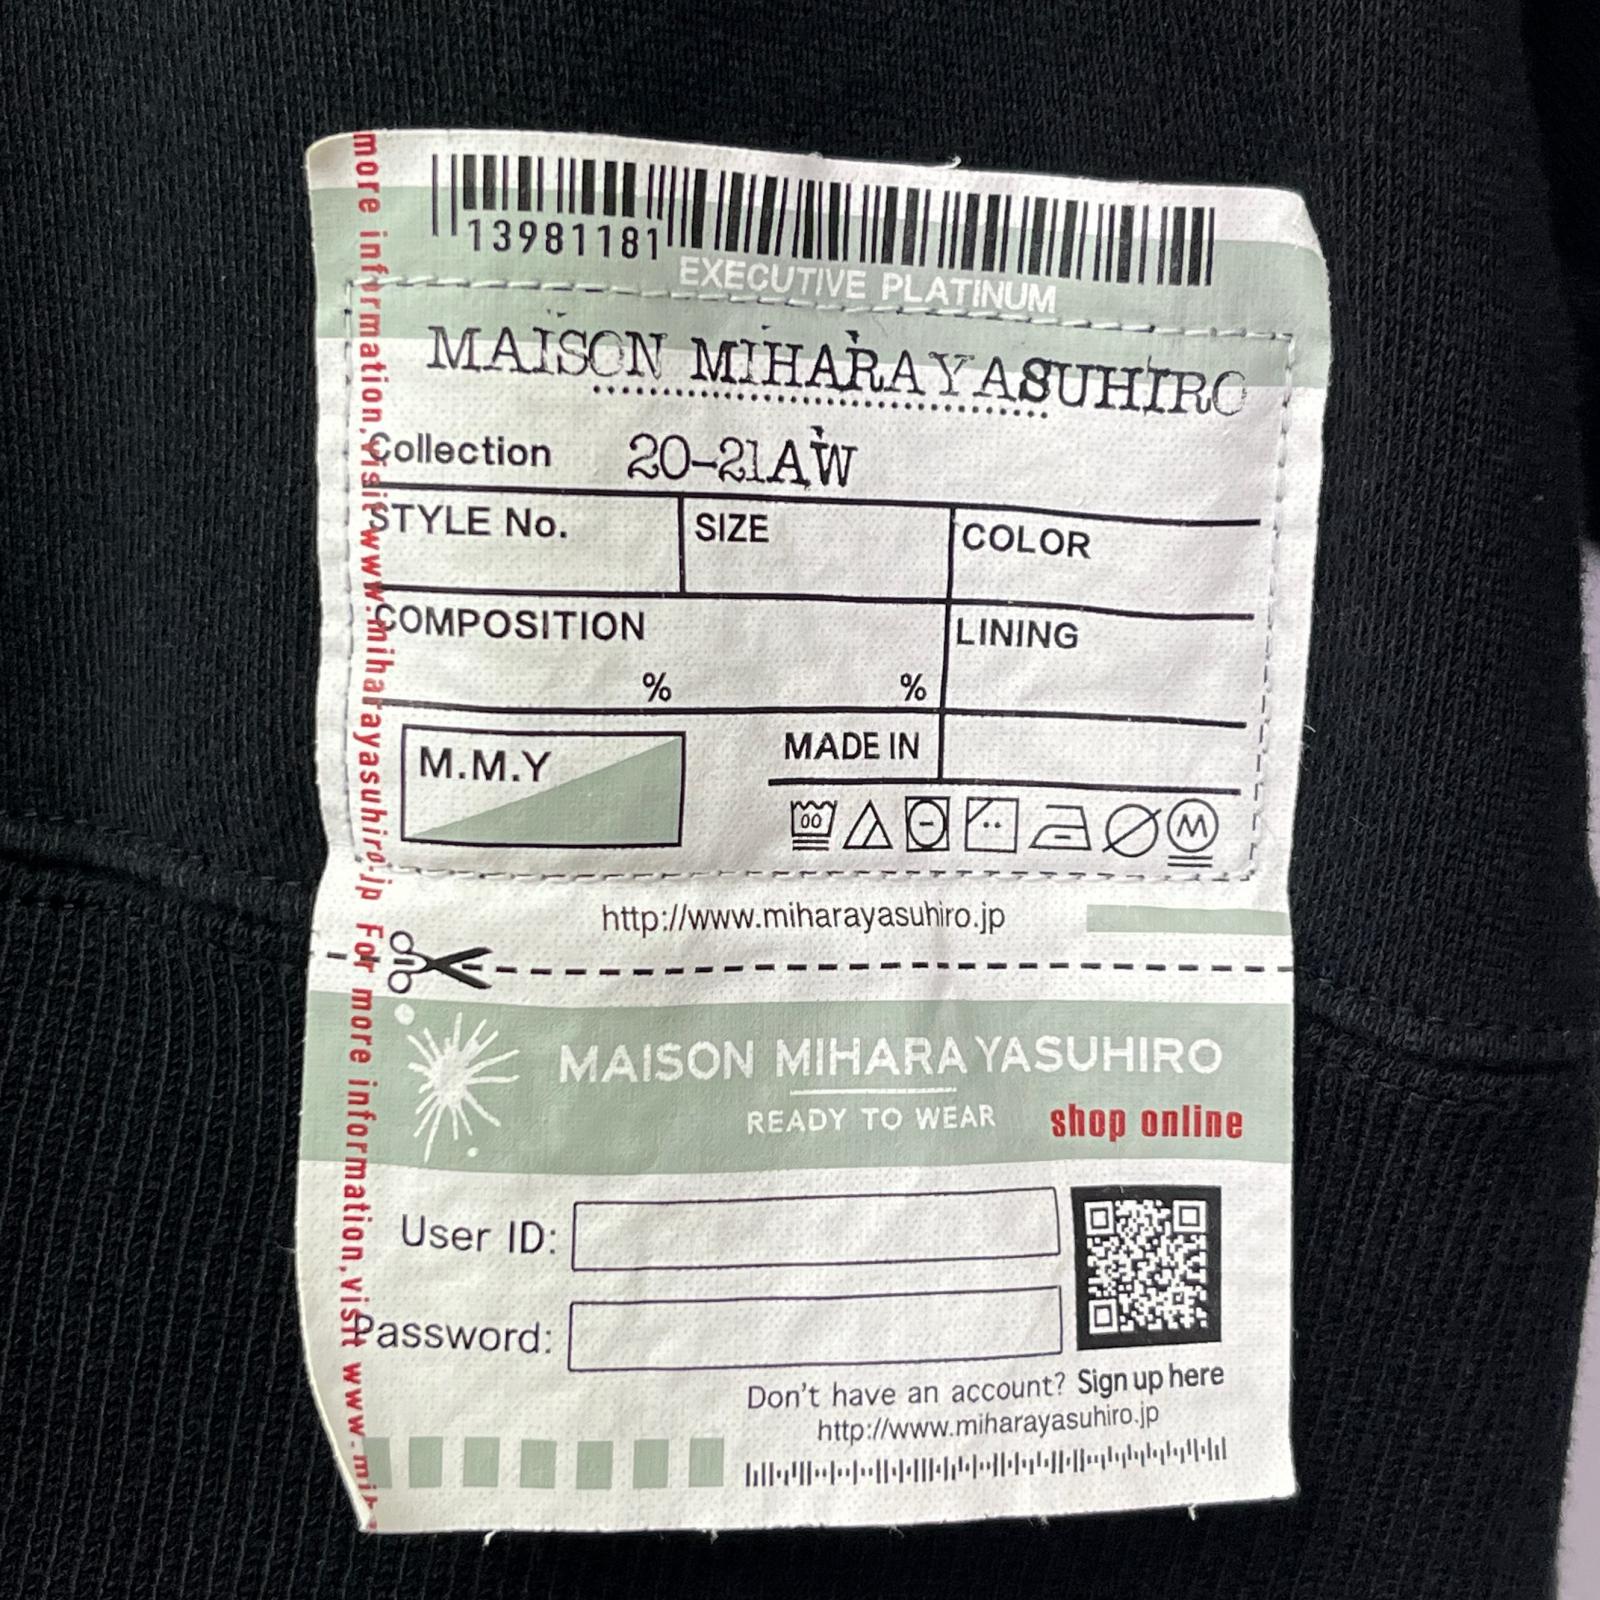 13981181
EXECUTIVE PLATINUM
MAISON MIHARA YASUHIRO
Collection 20-21AW
STYLE No. SIZE COLOR
COMPOSITION LINING
% %
M.M.Y MADE IN
http://www.miharayasuhiro.jp
MAISON MIHARA YASUHIRO
READY TO WEAR shop online
User ID:
Password:
Don't have an account? Sign up here
http://www.miharayasuhiro.jp
more information,visit www.miharayasuhiro.jp For more information,visit www.mih